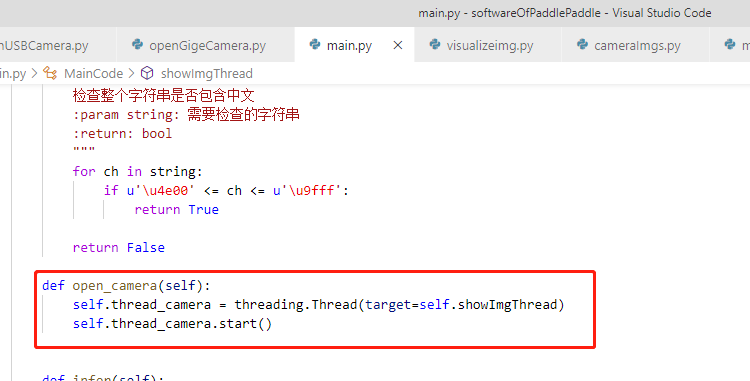 main.py - softwareOfPaddlePaddle - Visual Studio Code
nUSBCamera.py openGigeCamera.py main.py × visualizeimg.py cameraImgs.py m
in.py > MainCode > showImgThread
检查整个字符串是否包含中文
:param string: 需要检查的字符串
:return: bool
"""
for ch in string:
if u'\u4e00' <= ch <= u'\u9fff':
return True
return False
def open_camera(self):
self.thread_camera = threading.Thread(target=self.showImgThread)
self.thread_camera.start()
def infer(self):